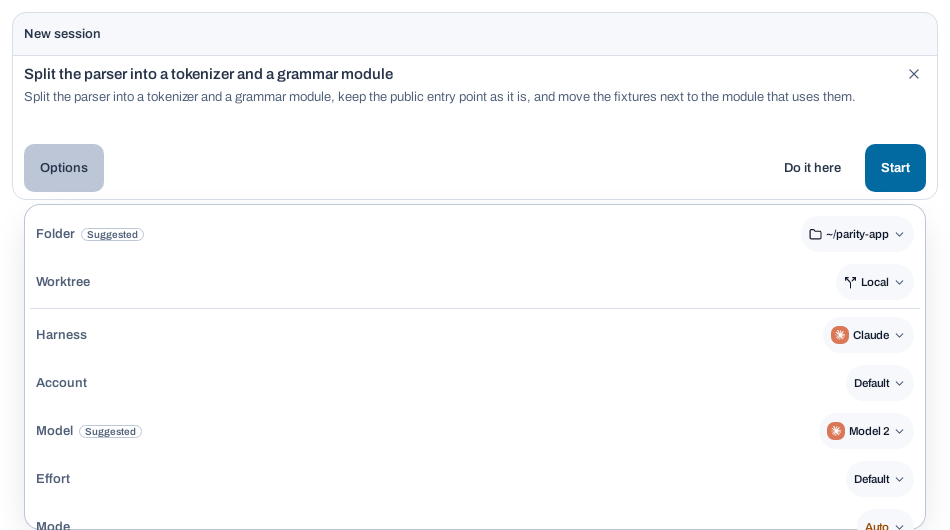 New session
Split the parser into a tokenizer and a grammar module
Split the parser into a tokenizer and a grammar module, keep the public entry point as it is, and move the fixtures next to the module that uses them.
Options
Do it here
Start
Folder Suggested ~/parity-app
Worktree Local
Harness Claude
Account Default
Model Suggested Model 2
Effort Default
Mode Auto